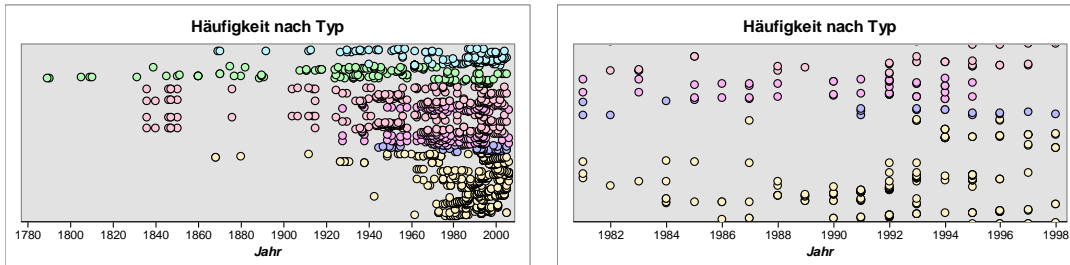 Häufigkeit nach Typ
1780 1800 1820 1840 1860 1880 1900 1920 1940 1960 1980 2000
Jahr
Häufigkeit nach Typ
1982 1984 1986 1988 1990 1992 1994 1996 1998
Jahr